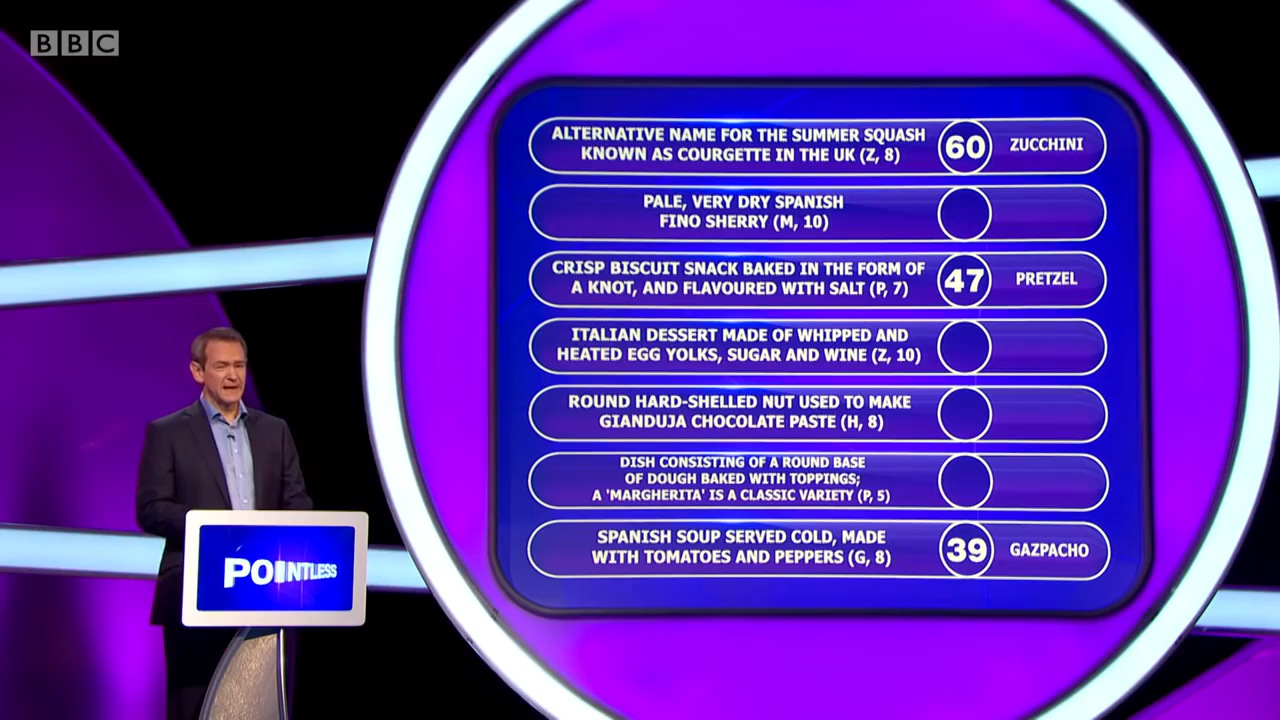 BBC
ALTERNATIVE NAME FOR THE SUMMER SQUASH
KNOWN AS COURGETTE IN THE UK (Z, 8)
60
ZUCCHINI
PALE, VERY DRY SPANISH
FINO SHERRY (M, 10)
CRISP BISCUIT SNACK BAKED IN THE FORM OF
A KNOT, AND FLAVOURED WITH SALT (P, 7)
47
PRETZEL
ITALIAN DESSERT MADE OF WHIPPED AND
HEATED EGG YOLKS, SUGAR AND WINE (Z, 10)
ROUND HARD-SHELLED NUT USED TO MAKE
GIANDUJA CHOCOLATE PASTE (H, 8)
DISH CONSISTING OF A ROUND BASE
OF DOUGH BAKED WITH TOPPINGS;
A 'MARGHERITA' IS A CLASSIC VARIETY (P, 5)
SPANISH SOUP SERVED COLD, MADE
WITH TOMATOES AND PEPPERS (G, 8)
39
GAZPACHO
POINTLESS